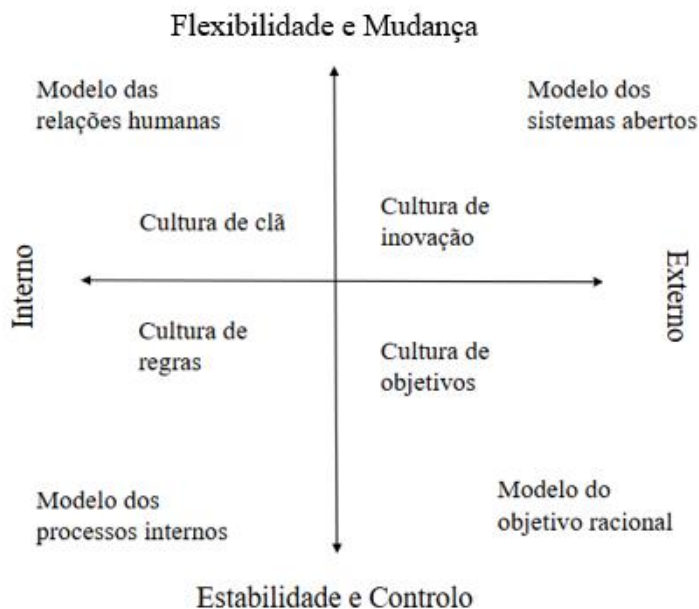 Flexibilidade e Mudança
Modelo das
relações humanas
Modelo dos
sistemas abertos
Cultura de clã
Cultura de
inovação
Interno
Externo
Cultura de
regras
Cultura de
objetivos
Modelo dos
processos internos
Modelo do
objetivo racional
Estabilidade e Controlo